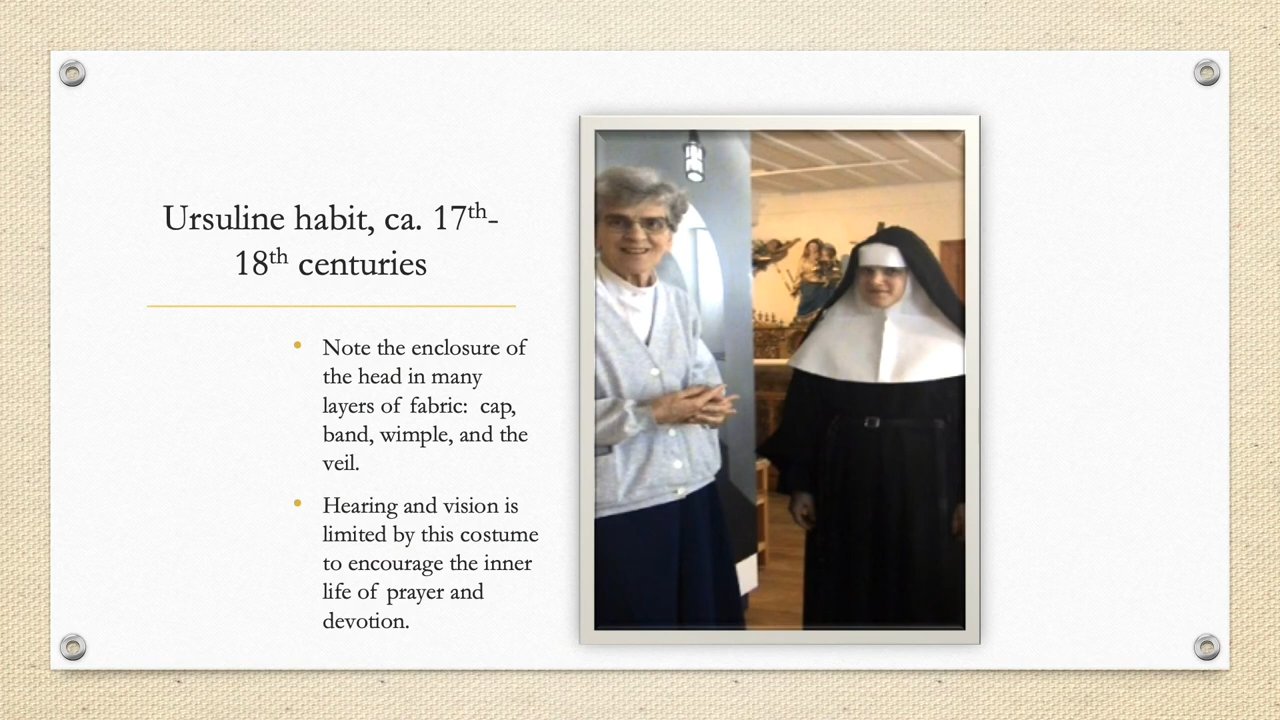 Ursuline habit, ca. 17th-
18th centuries
• Note the enclosure of
the head in many
layers of fabric:  cap,
band, wimple, and the
veil.
• Hearing and vision is
limited by this costume
to encourage the inner
life of prayer and
devotion.